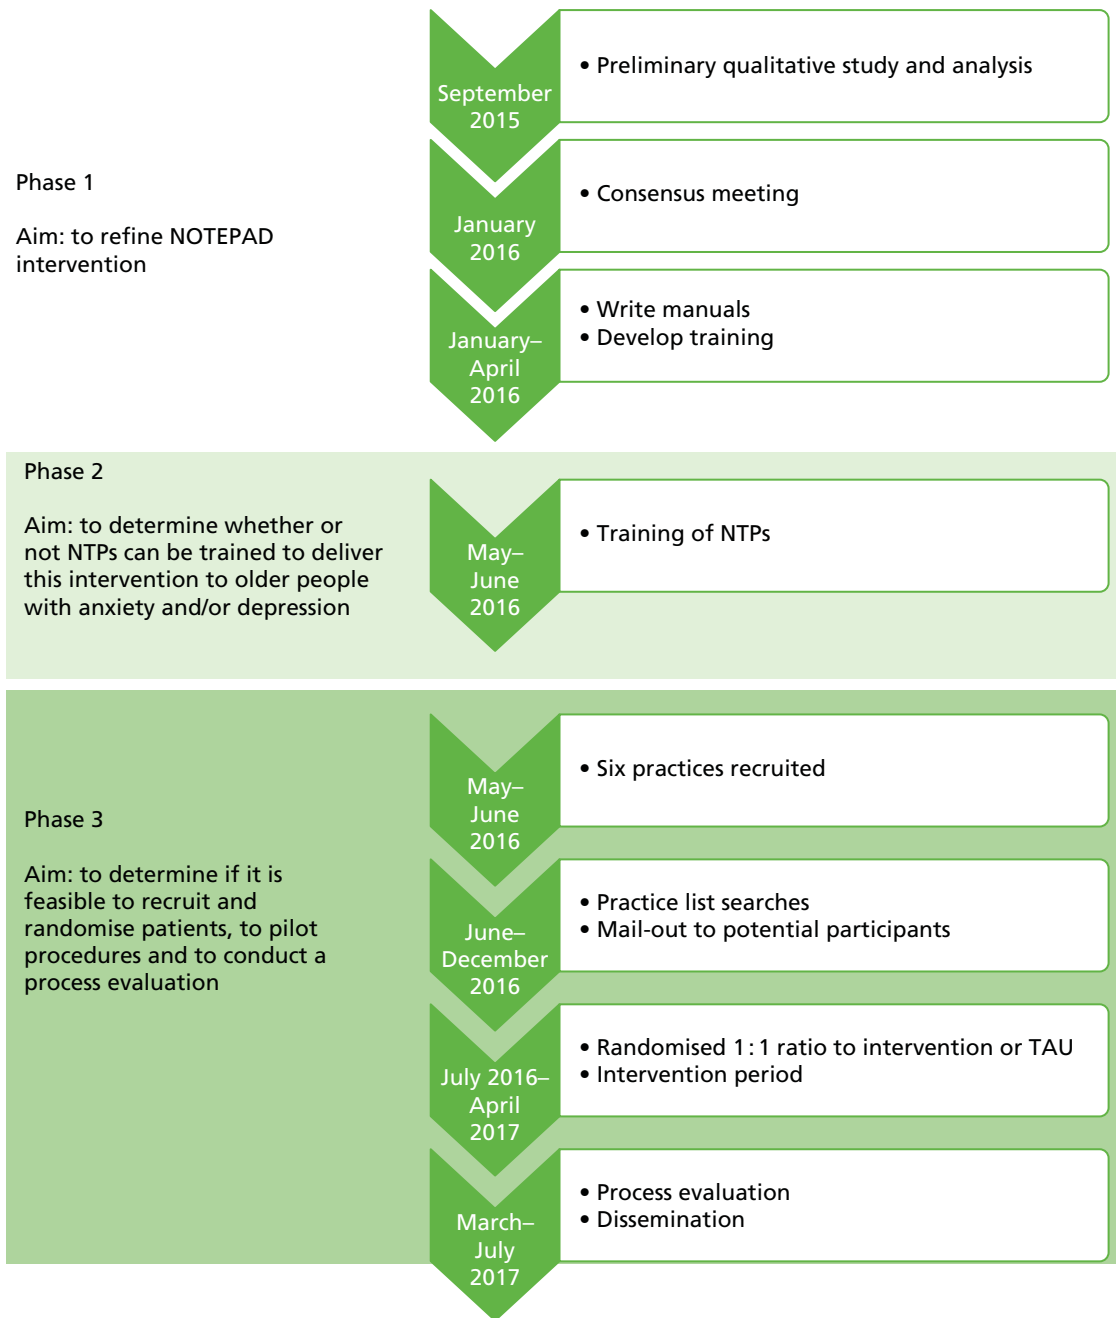 September
2015
• Preliminary qualitative study and analysis
Phase 1
Aim: to refine NOTEPAD
intervention
January
2016
• Consensus meeting
January–
April
2016
• Write manuals
• Develop training
Phase 2
Aim: to determine whether or
not NTPs can be trained to deliver
this intervention to older people
with anxiety and/or depression
May–
June
2016
• Training of NTPs
Phase 3
Aim: to determine if it is
feasible to recruit and
randomise patients, to pilot
procedures and to conduct a
process evaluation
May–
June
2016
• Six practices recruited
June–
December
2016
• Practice list searches
• Mail-out to potential participants
July 2016–
April
2017
• Randomised 1 : 1 ratio to intervention or TAU
• Intervention period
March–
July
2017
• Process evaluation
• Dissemination